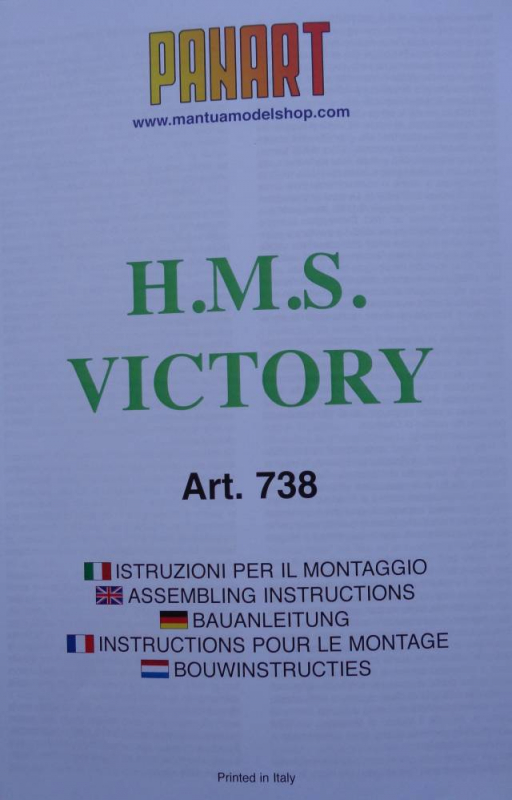 PANART
www.mantuamodelshop.com
H.M.S.
VICTORY
Art. 738
ISTRUZIONI PER IL MONTAGGIO
ASSEMBLING INSTRUCTIONS
BAUANLEITUNG
INSTRUCTIONS POUR LE MONTAGE
BOUWINSTRUCTIES
Printed in Italy